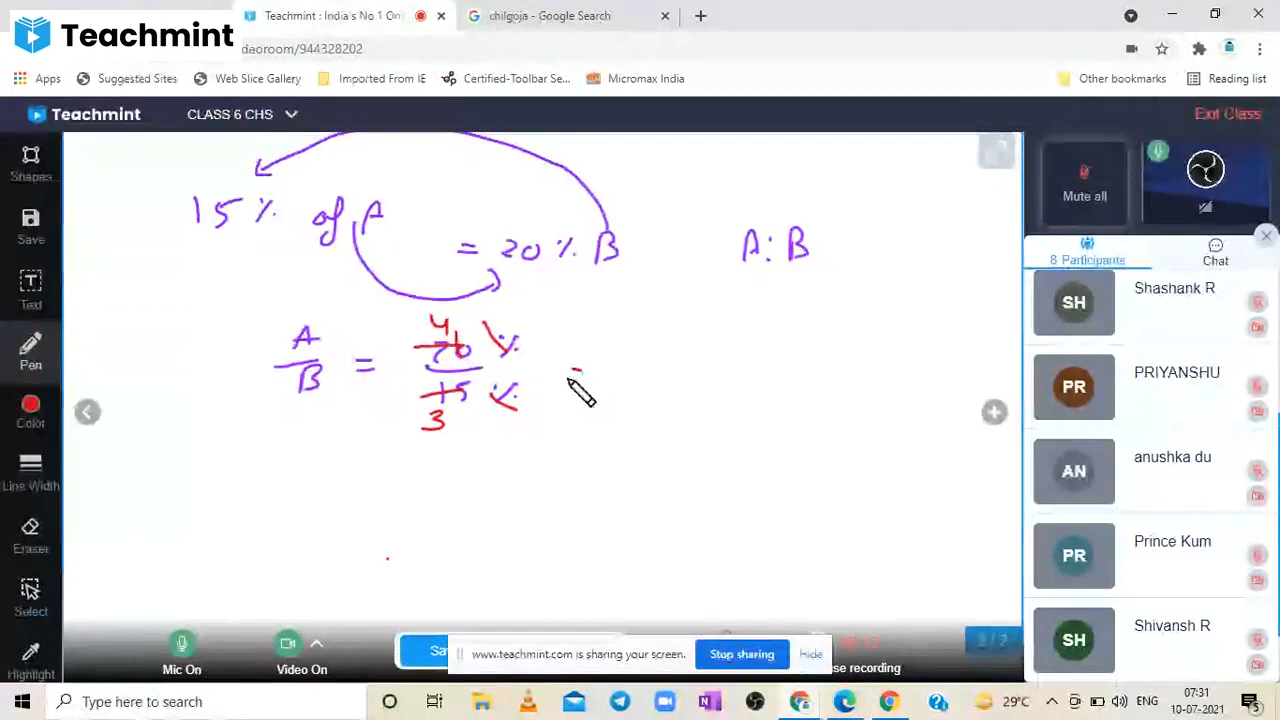 Teachmint : India's No 1 Onl
chilgoja - Google Search
Teachmint
deoroom/944328202
Apps
Suggested Sites
Web Slice Gallery
Imported From IE
Certified-Toolbar Se...
Micromax India
Other bookmarks
Reading list
Teachmint
CLASS 6 CHS
Exit Class
Shapes
Save
Text
Pen
Color
Line Width
Eraser
Select
Highlight
15 % of A
= 20 % B
A : B
A/B = 20 % / 15 %
4
3
Mute all
8 Participants
Chat
SH
Shashank R
PR
PRIYANSHU
AN
anushka du
PR
Prince Kum
SH
Shivansh R
Mic On
Video On
www.teachmint.com is sharing your screen.
Stop sharing
Hide
se recording
Type here to search
29°C
ENG
07:31
10-07-2021
5